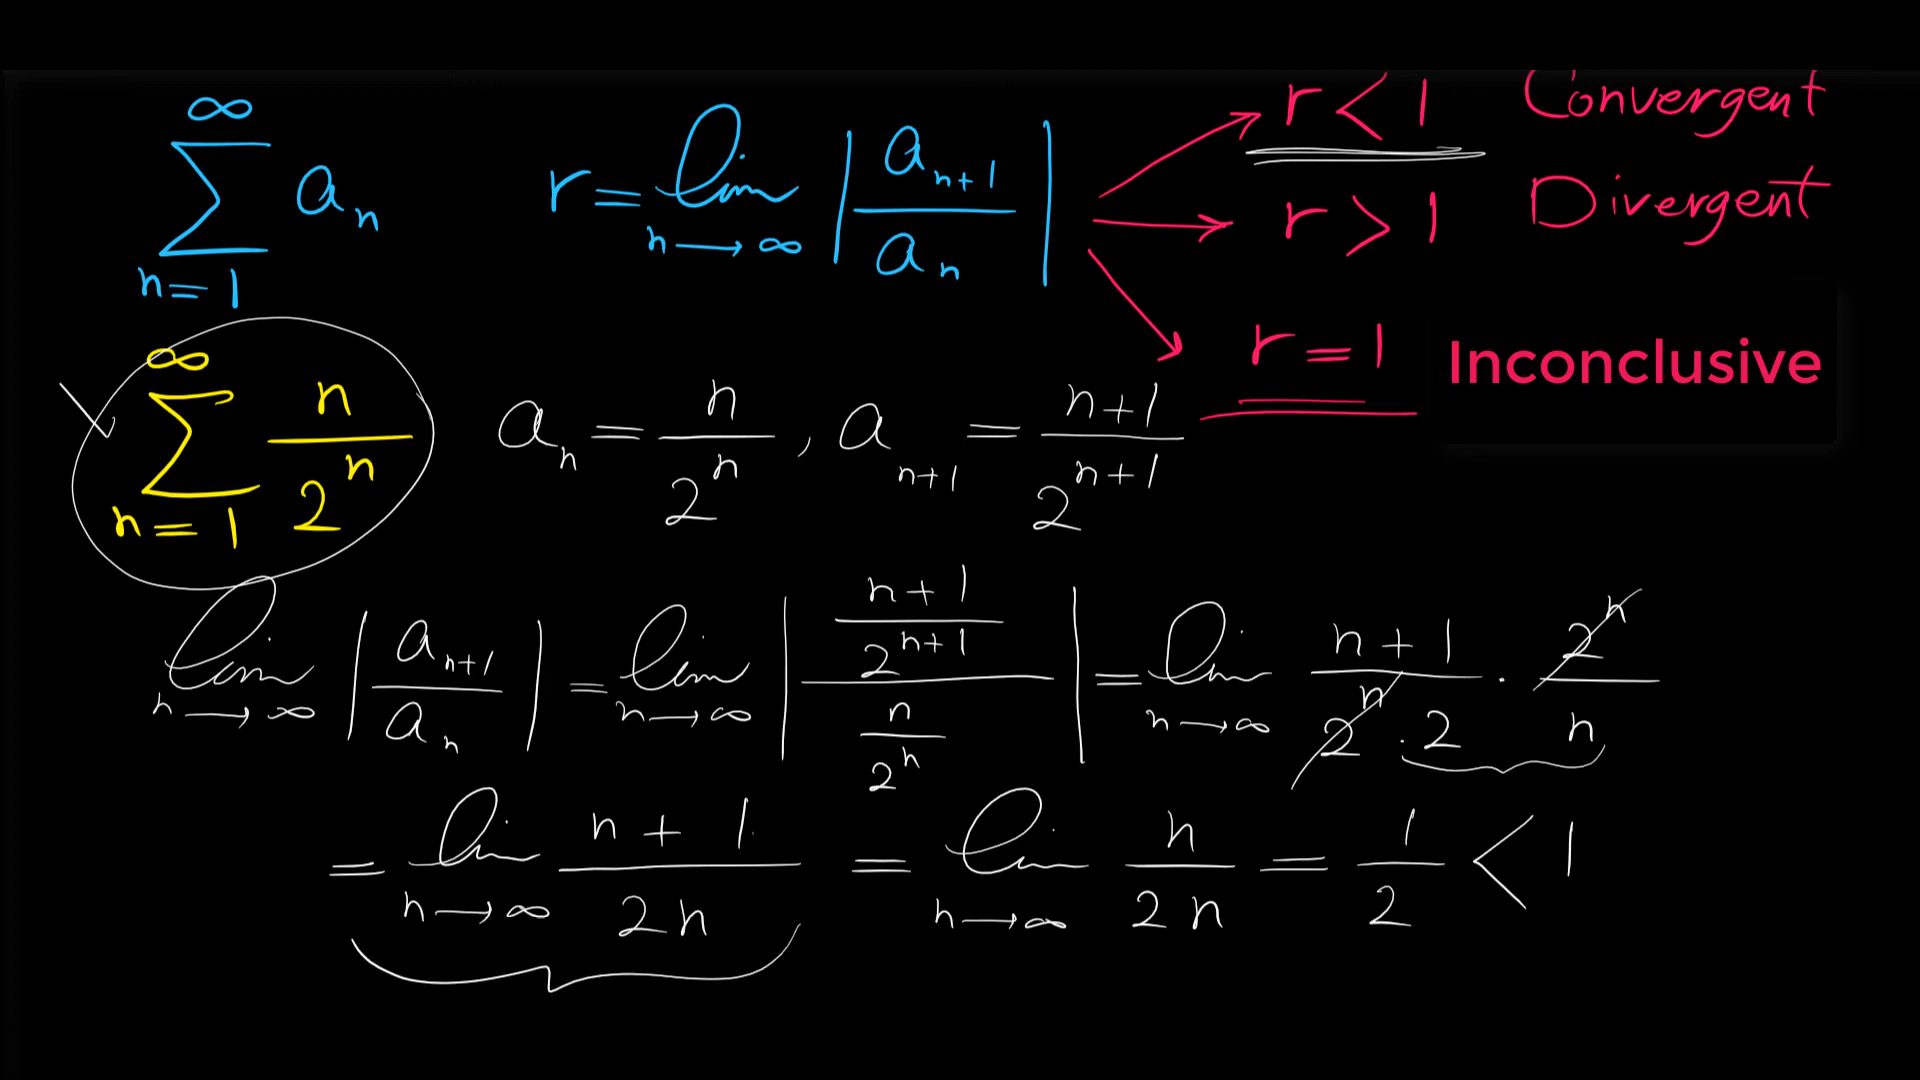 ∑_{n=1}^{∞} a_n    r = lim_{n→∞} |a_{n+1} / a_n|
r < 1 Convergent
r > 1 Divergent
r = 1 Inconclusive
∑_{n=1}^{∞} n / 2^n    a_n = n / 2^n , a_{n+1} = (n+1) / 2^{n+1}
lim_{n→∞} |a_{n+1} / a_n| = lim_{n→∞} |((n+1) / 2^{n+1}) / (n / 2^n)| = lim_{n→∞} (n+1) / (2^n · 2) · 2^n / n
= lim_{n→∞} (n+1) / 2n = lim_{n→∞} n / 2n = 1/2 < 1